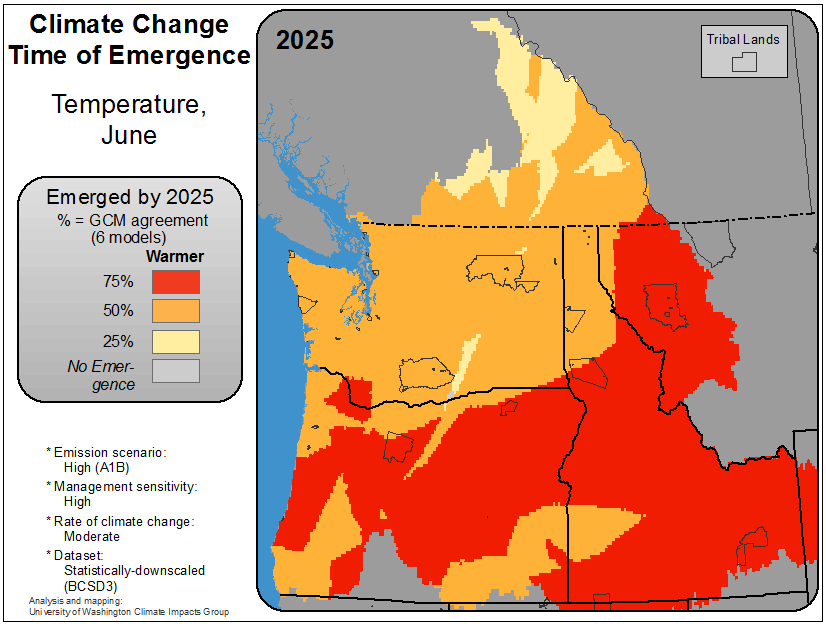 Climate Change
Time of Emergence
Temperature,
June
Emerged by 2025
% = GCM agreement
(6 models)
Warmer
75%
50%
25%
No Emer-
gence
* Emission scenario:
High (A1B)
* Management sensitivity:
High
* Rate of climate change:
Moderate
* Dataset:
Statistically-downscaled
(BCSD3)
Analysis and mapping:
University of Washington Climate Impacts Group
2025
Tribal Lands